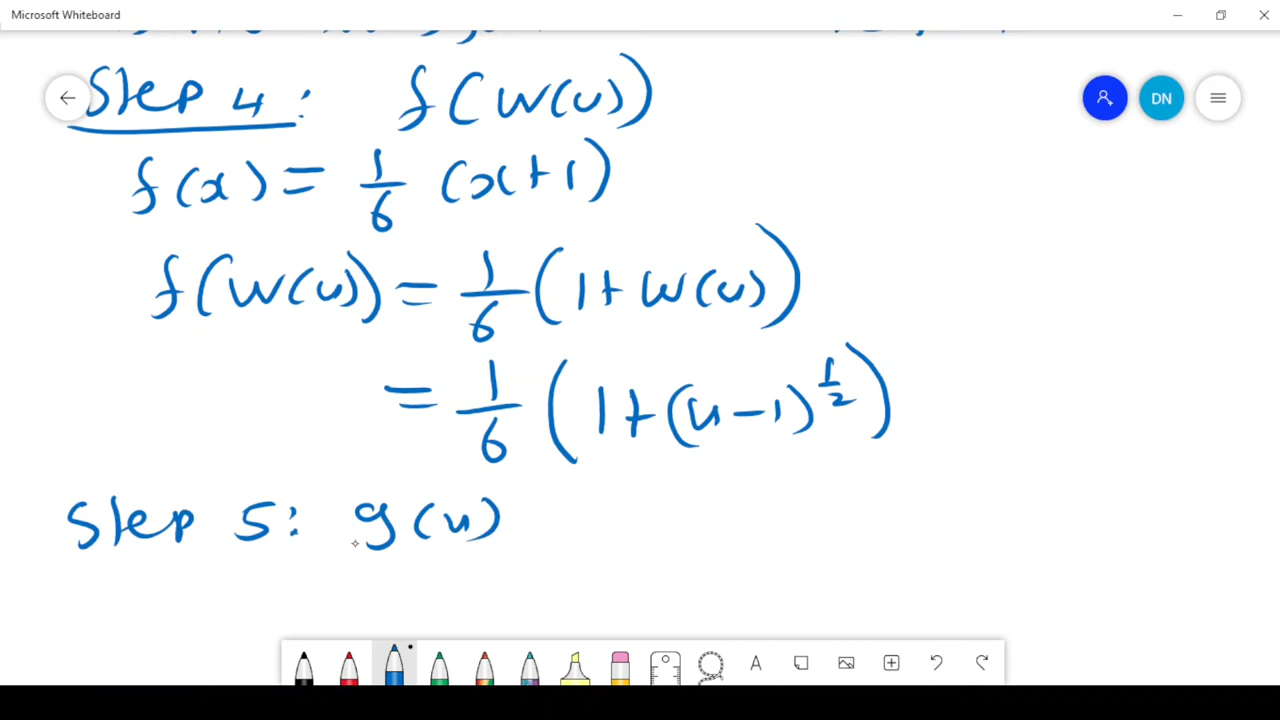 Microsoft Whiteboard
Step 4: f(W(u))
DN
f(x) = 1/6 (x+1)
f(W(u)) = 1/6 (1+W(u))
= 1/6 (1+(u-1)^1/2)
Step 5: g(u)
A